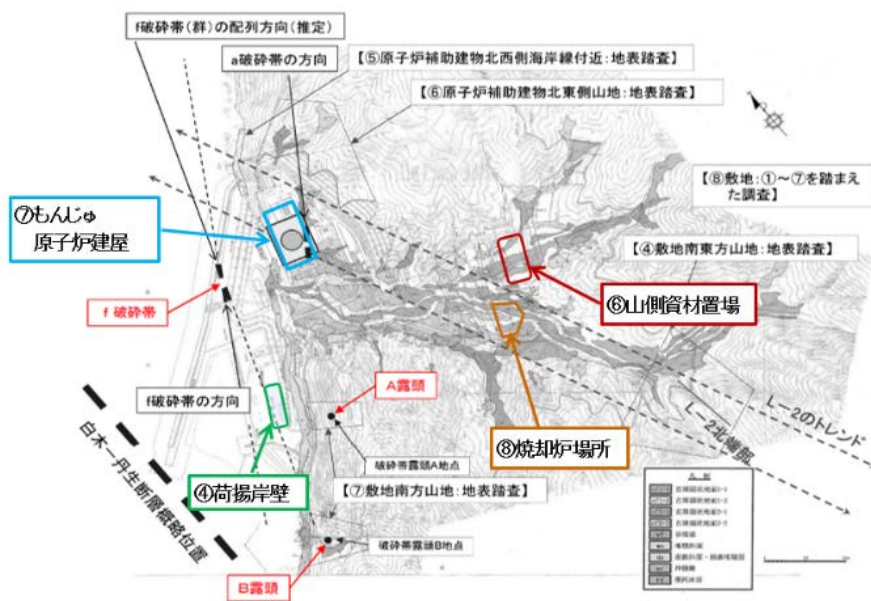 f破砕帯(群)の配列方向(推定)
a破砕帯の方向
【⑤原子炉補助建物北西側海岸線付近:地表踏査】
【⑥原子炉補助建物北東側山地:地表踏査】
【⑧敷地:①～⑦を踏まえ
た調査】
⑦もんじゅ
原子炉建屋
【④敷地南東方山地:地表踏査】
⑥山側資材置場
f 破砕帯
f破砕帯の方向
A露頭
L-2のトレンド
L-2北端部
⑧焼却炉場所
白木－丹生断層概略位置
④荷揚岸壁
破砕帯露頭A地点
【⑦敷地南方山地:地表踏査】
破砕帯露頭B地点
B露頭